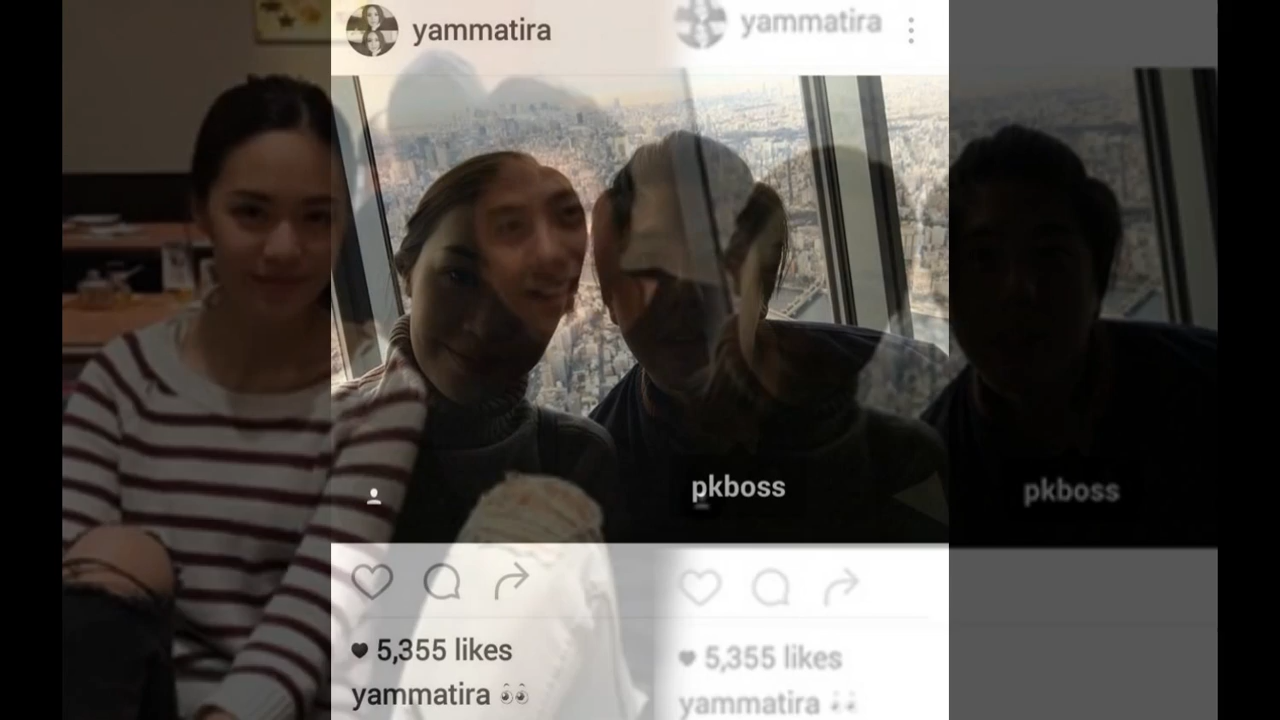 yammatira
yammatira
pkboss
pkboss
5,355 likes
5,355 likes
yammatira 👀
yammatira 👀